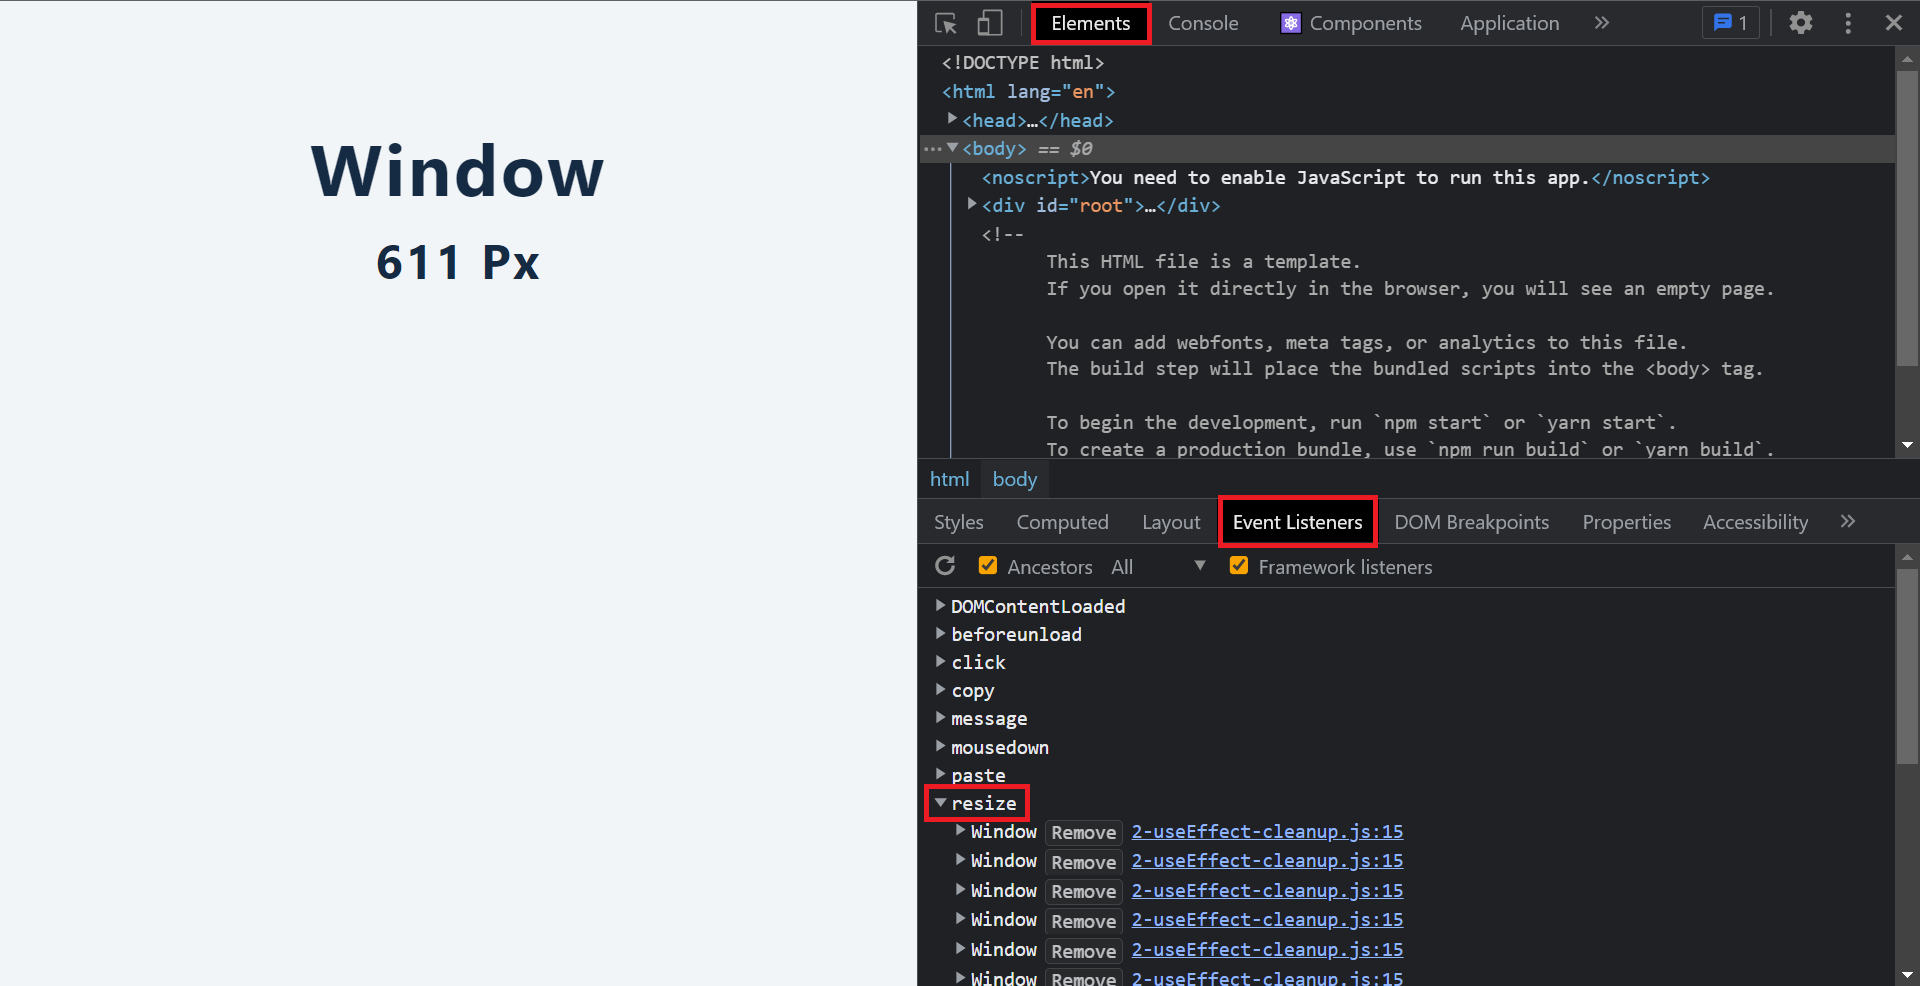 Window
611 Px
Elements Console Components Application » 1
<!DOCTYPE html>
<html lang="en">
<head>…</head>
<body> == $0
<noscript>You need to enable JavaScript to run this app.</noscript>
<div id="root">…</div>
<!--
This HTML file is a template.
If you open it directly in the browser, you will see an empty page.
You can add webfonts, meta tags, or analytics to this file.
The build step will place the bundled scripts into the <body> tag.
To begin the development, run `npm start` or `yarn start`.
To create a production bundle, use `npm run build` or `yarn build`.
html body
Styles Computed Layout Event Listeners DOM Breakpoints Properties Accessibility »
Ancestors All Framework listeners
DOMContentLoaded
beforeunload
click
copy
message
mousedown
paste
resize
Window Remove 2-useEffect-cleanup.js:15
Window Remove 2-useEffect-cleanup.js:15
Window Remove 2-useEffect-cleanup.js:15
Window Remove 2-useEffect-cleanup.js:15
Window Remove 2-useEffect-cleanup.js:15
Window Remove 2-useEffect-cleanup.js:15